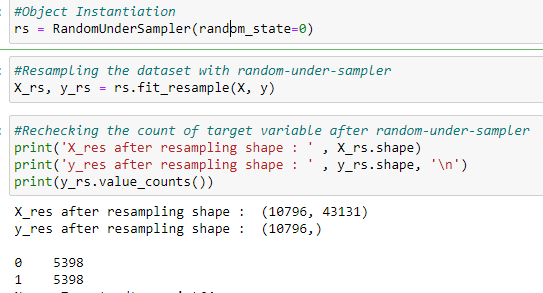 #Object Instantiation
rs = RandomUnderSampler(random_state=0)
#Resampling the dataset with random-under-sampler
X_rs, y_rs = rs.fit_resample(X, y)
#Rechecking the count of target variable after random-under-sampler
print('X_res after resampling shape : ' , X_rs.shape)
print('y_res after resampling shape : ' , y_rs.shape, '\n')
print(y_rs.value_counts())
X_res after resampling shape :  (10796, 43131)
y_res after resampling shape :  (10796,)
0    5398
1    5398